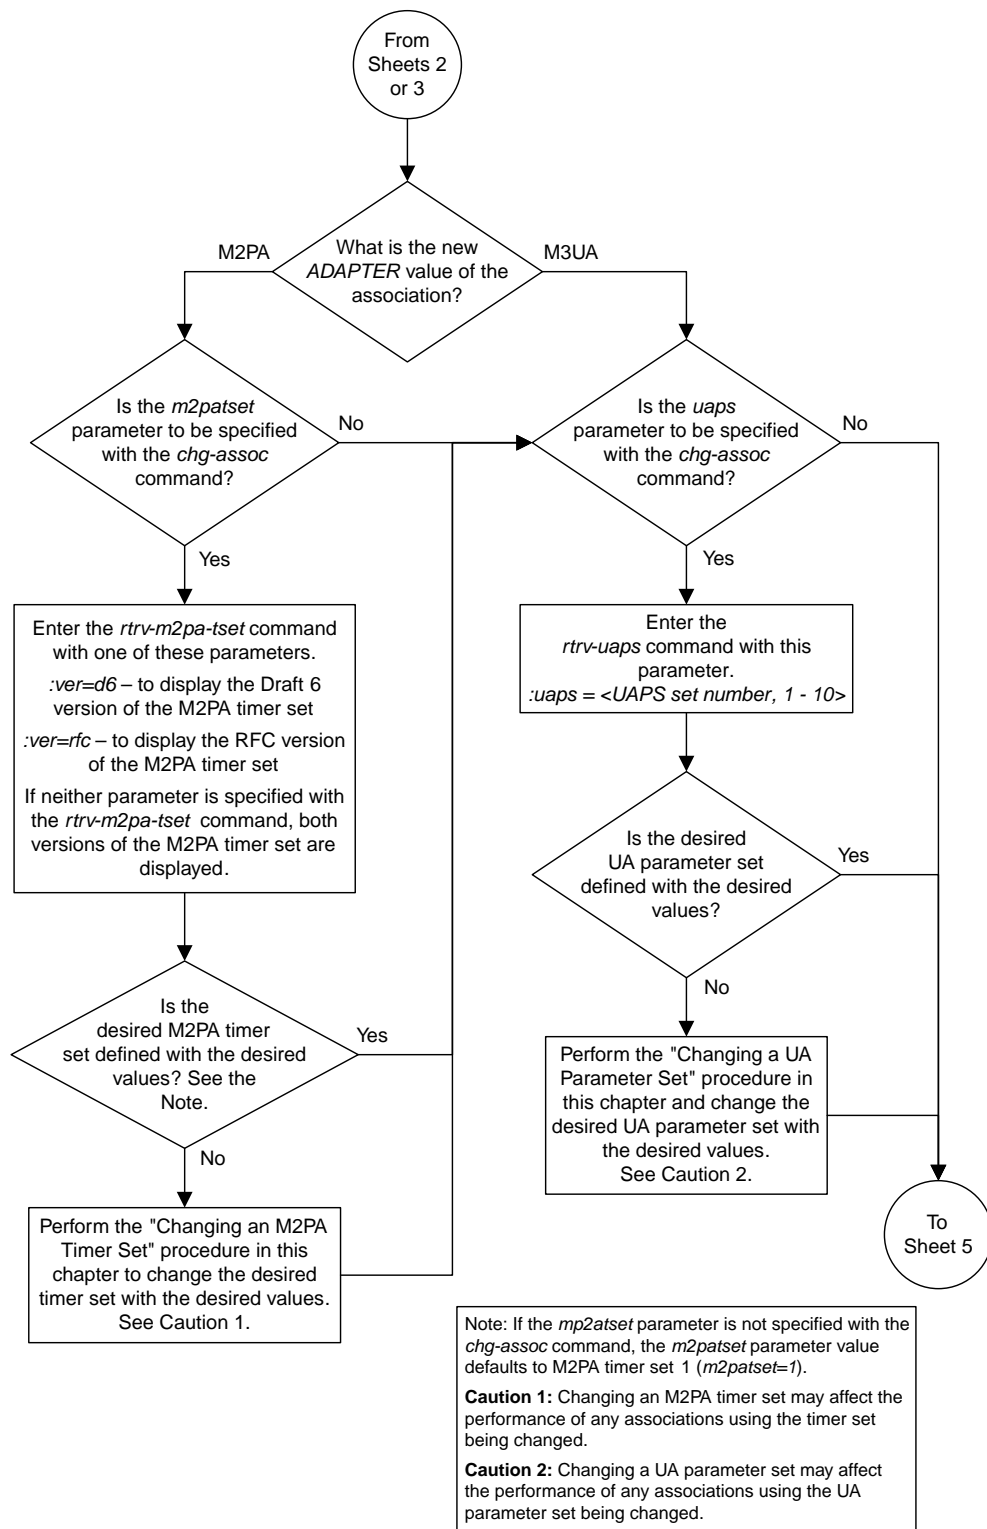 From
Sheets 2
or 3
What is the new
ADAPTER value of the
association?
M2PA
M3UA
Is the m2patset
parameter to be specified
with the chg-assoc
command?
No
Yes
Is the uaps
parameter to be specified
with the chg-assoc
command?
No
Yes
Enter the rtrv-m2pa-tset command
with one of these parameters.
:ver=d6 – to display the Draft 6
version of the M2PA timer set
:ver=rfc – to display the RFC version
of the M2PA timer set
If neither parameter is specified with
the rtrv-m2pa-tset command, both
versions of the M2PA timer set are
displayed.
Enter the
rtrv-uaps command with this
parameter.
:uaps = <UAPS set number, 1 - 10>
Is the desired
UA parameter set
defined with the desired
values?
Yes
No
Is the
desired M2PA timer
set defined with the desired
values? See the
Note.
Yes
No
Perform the "Changing a UA
Parameter Set" procedure in
this chapter and change the
desired UA parameter set with
the desired values.
See Caution 2.
Perform the "Changing an M2PA
Timer Set" procedure in this
chapter to change the desired
timer set with the desired values.
See Caution 1.
To
Sheet 5
Note: If the mp2atset parameter is not specified with the
chg-assoc command, the m2patset parameter value
defaults to M2PA timer set 1 (m2patset=1).
Caution 1: Changing an M2PA timer set may affect the
performance of any associations using the timer set
being changed.
Caution 2: Changing a UA parameter set may affect
the performance of any associations using the UA
parameter set being changed.